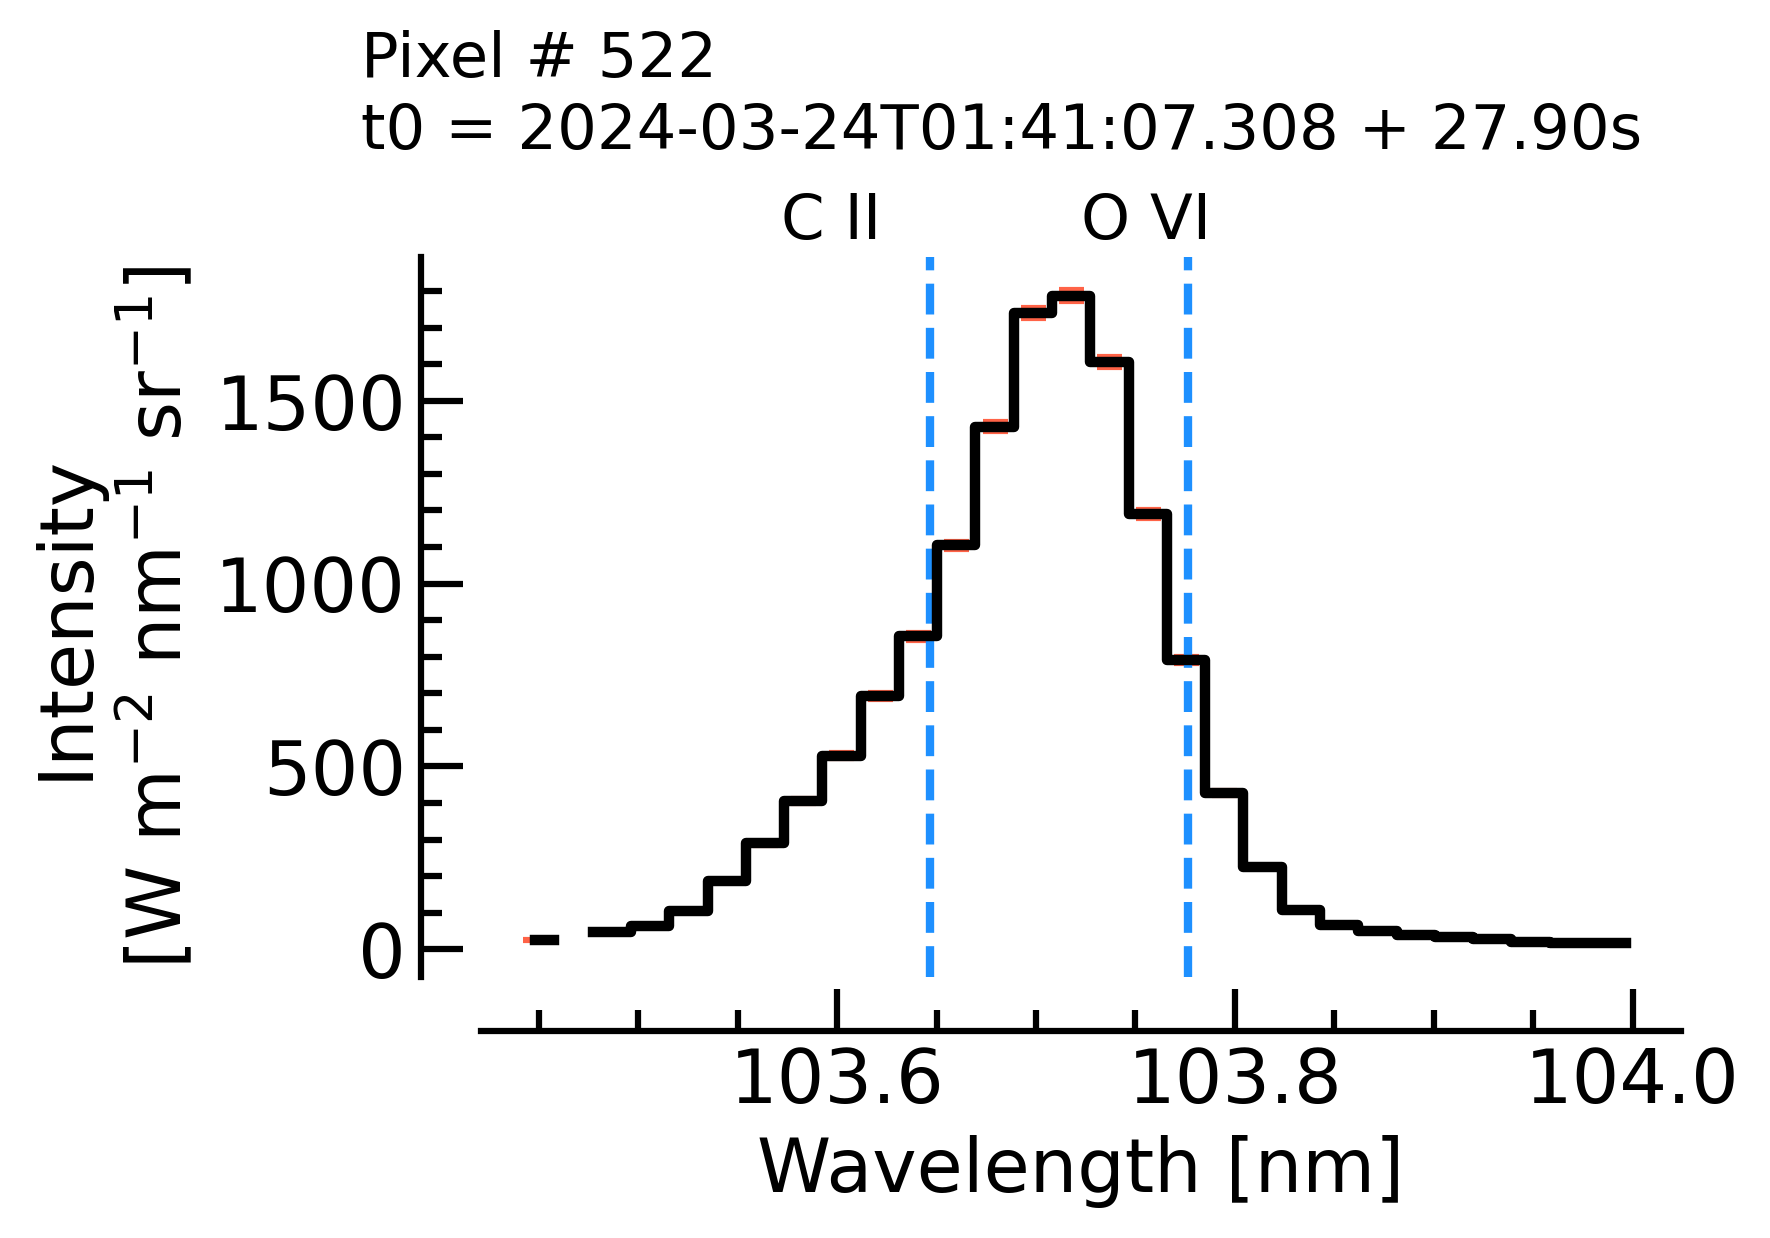 Pixel # 522
t0 = 2024-03-24T01:41:07.308 + 27.90s
C II O VI
Intensity
[W m⁻² nm⁻¹ sr⁻¹]
1500
1000
500
0
103.6 103.8 104.0
Wavelength [nm]